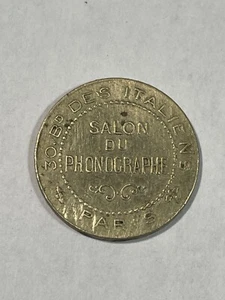 30. BD DES ITALIENS
SALON
DU
PHONOGRAPHE
PARIS